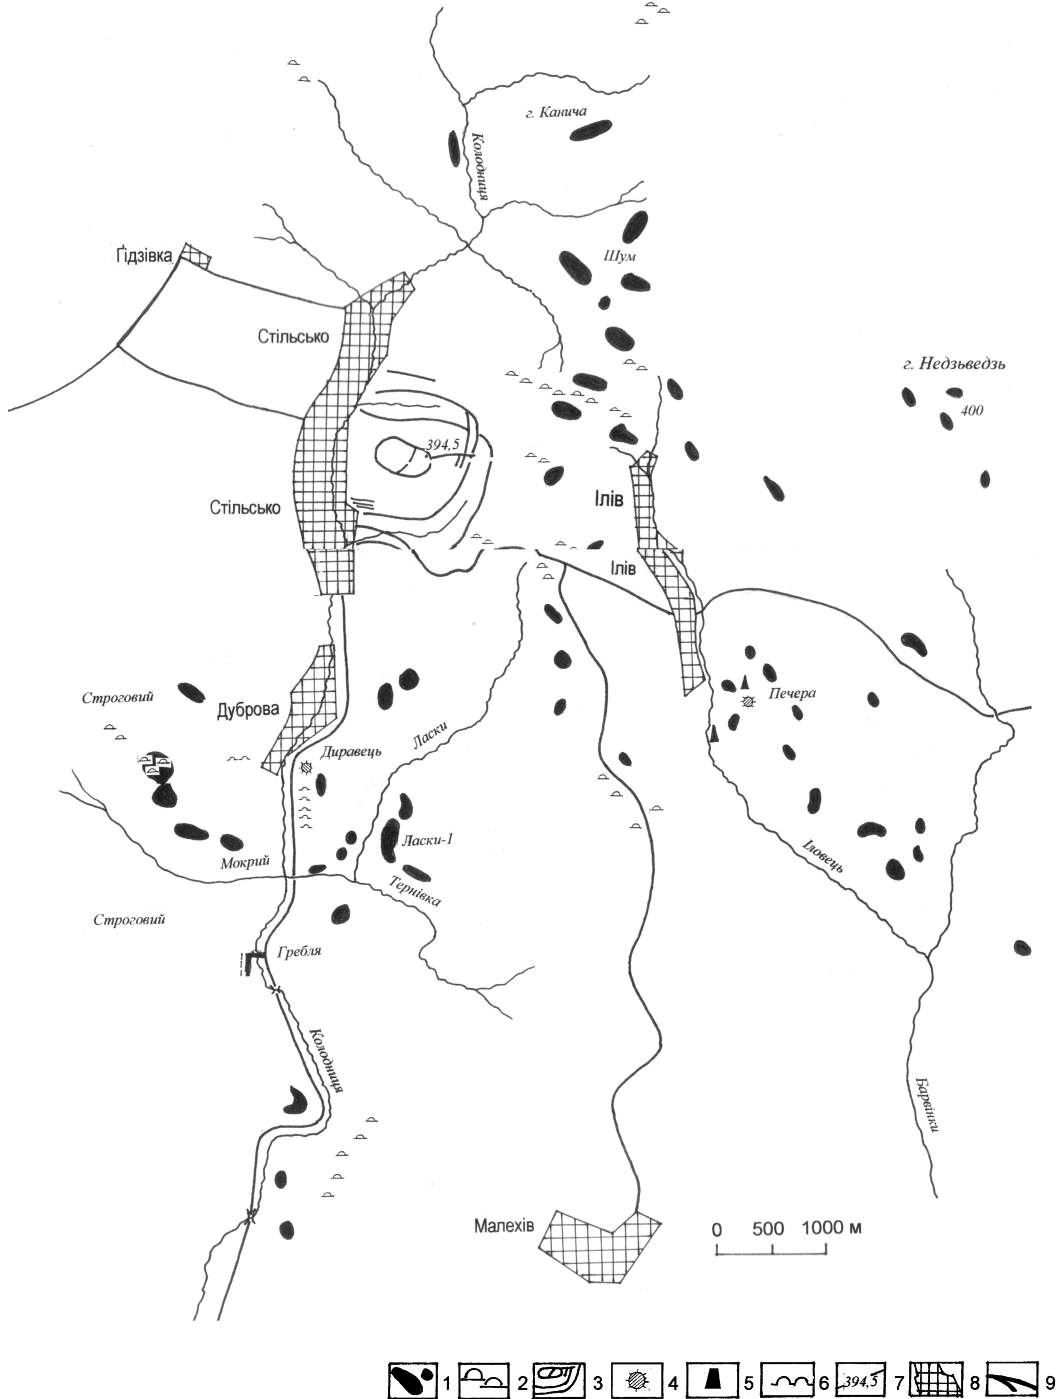 г. Канича
Колодниця
Ґідзівка
Шум
Стільсько
г. Недзьведзь
400
394,5
Стільсько
Ілів
Ілів
Строговий
Дуброва
Печера
Ласки
Диравець
Ласки-1
Мокрий
Тернівка
Іловець
Строговий
Гребля
Колодниця
Барвінки
Малехів
0 500 1000 м
1 2 3 4 5 6 394,5 7 8 9